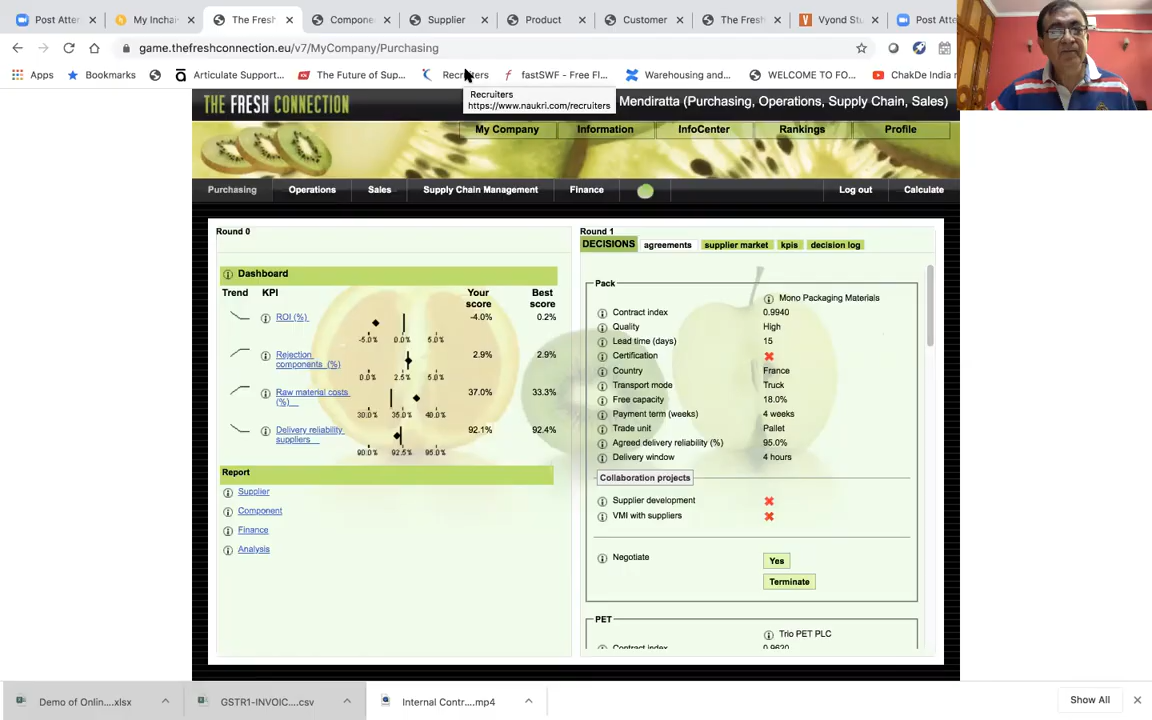 Post Atten
My Inchai
The Fresh
Compone
Supplier
Product
Customer
The Fresh
Vyond Stu
Post Atte
game.thefreshconnection.eu/v7/MyCompany/Purchasing
Apps
fastBooks
Articulate Support...
The Future of Sup...
Recruiters
fastSWF - Free Fl...
Warehousing and...
WELCOME TO FO...
ChakDe India r
Recruiters
https://www.naukri.com/recruiters
THE FRESH CONNECTION
Mendiratta (Purchasing, Operations, Supply Chain, Sales)
My Company Information InfoCenter Rankings Profile
Purchasing Operations Sales Supply Chain Management Finance Log out Calculate
Round 0
Dashboard
Trend KPI Your score Best score
ROI (%) -4.0% 0.2%
-5.0% 0.0% 5.0%
Rejection components (%) 2.9% 2.9%
0.0% 2.5% 5.0%
Raw material costs (%) 37.0% 33.3%
30.0% 35.0% 40.0%
Delivery reliability suppliers 92.1% 92.4%
90.0% 92.5% 95.0%
Report
Supplier
Component
Finance
Analysis
Round 1
DECISIONS agreements supplier market kpis decision log
Pack
Mono Packaging Materials
Contract index 0.9940
Quality High
Lead time (days) 15
Certification
Country France
Transport mode Truck
Free capacity 18.0%
Payment term (weeks) 4 weeks
Trade unit Pallet
Agreed delivery reliability (%) 95.0%
Delivery window 4 hours
Collaboration projects
Supplier development
VMI with suppliers
Negotiate Yes
Terminate
PET
Trio PET PLC
Contract index 0.9620
Demo of Onlin....xlsx
GSTR1-INVOIC....csv
Internal Contr....mp4
Show All